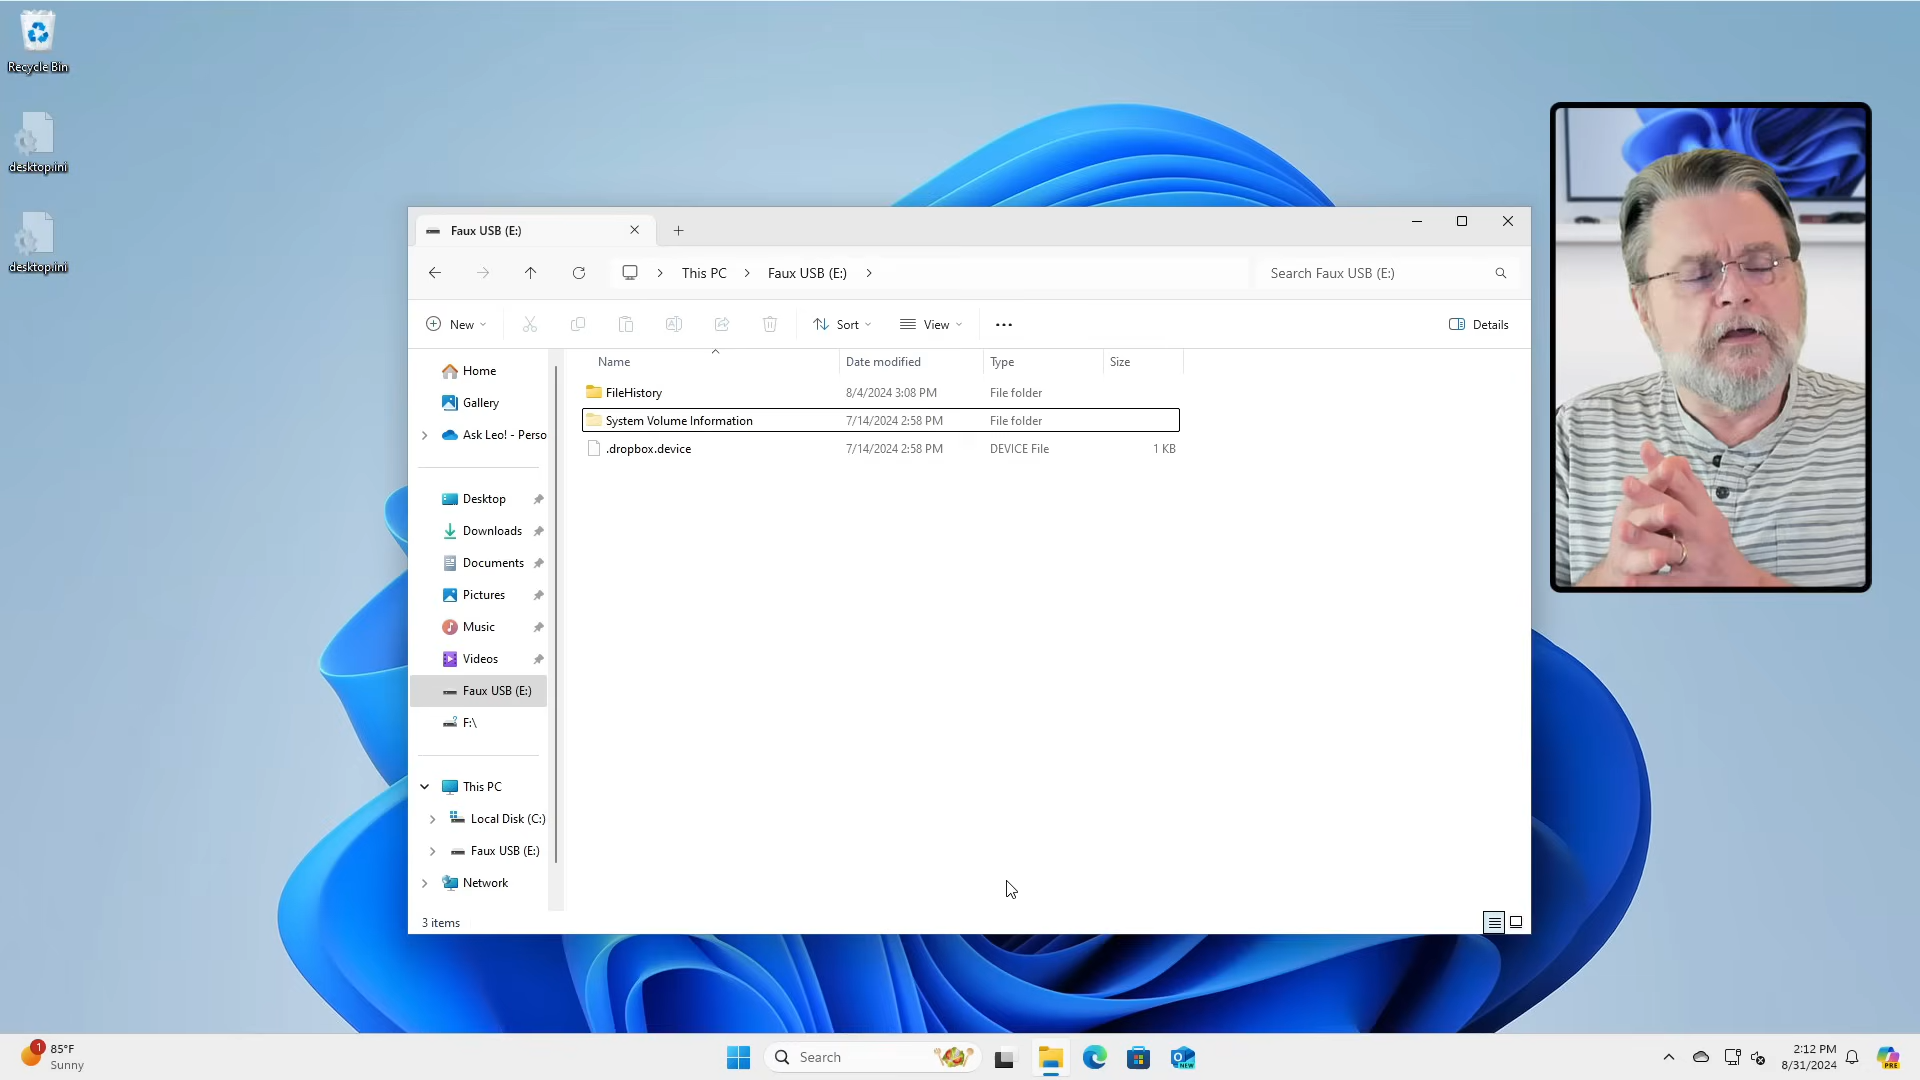 Recycle Bin
desktop.ini
desktop.ini
Faux USB (E:)
This PC
Faux USB (E:)
Search Faux USB (E:)
New
Sort
View
Details
Name
Date modified
Type
Size
FileHistory
8/4/2024 3:08 PM
File folder
System Volume Information
7/14/2024 2:58 PM
File folder
.dropbox.device
7/14/2024 2:58 PM
DEVICE File
1 KB
Home
Gallery
Ask Leo! - Perso
Desktop
Downloads
Documents
Pictures
Music
Videos
Faux USB (E:)
F:\
This PC
Local Disk (C:)
Faux USB (E:)
Network
3 items
1
85°F
Sunny
Search
NEW
2:12 PM
8/31/2024
PRE